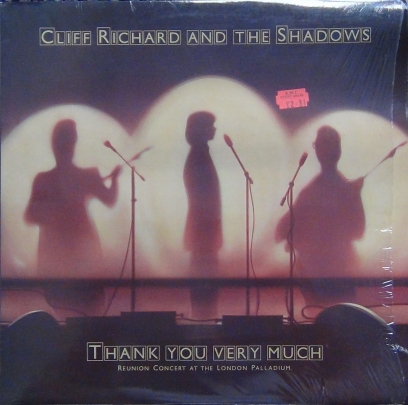 CLIFF RICHARD AND THE SHADOWS
THANK YOU VERY MUCH
REUNION CONCERT AT THE LONDON PALLADIUM